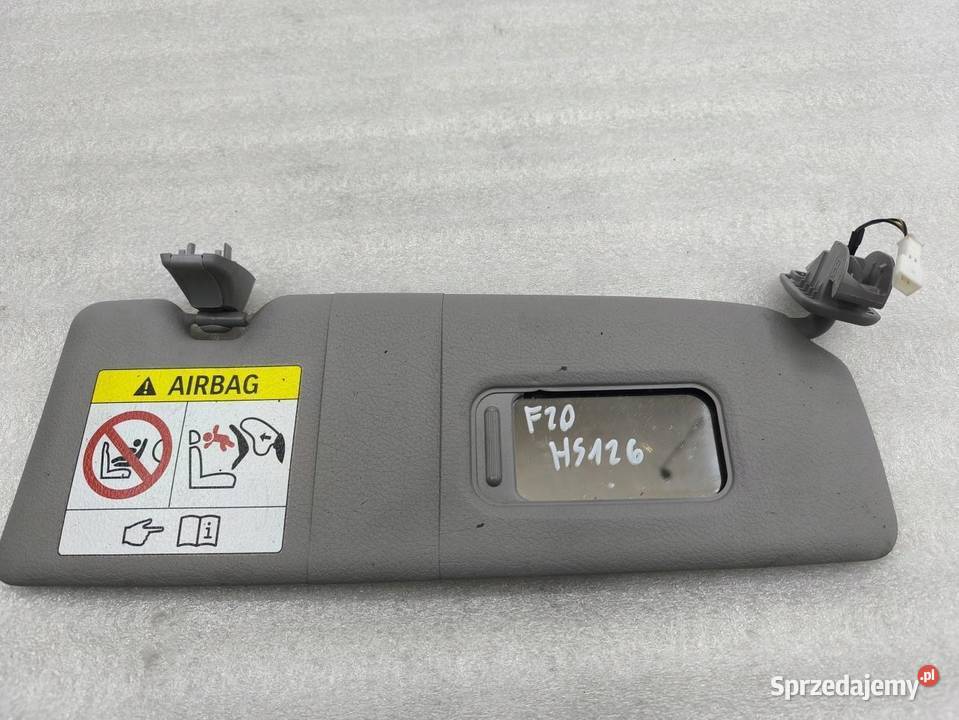 AIRBAG
i
F20
HS126
Sprzedajemy.pl